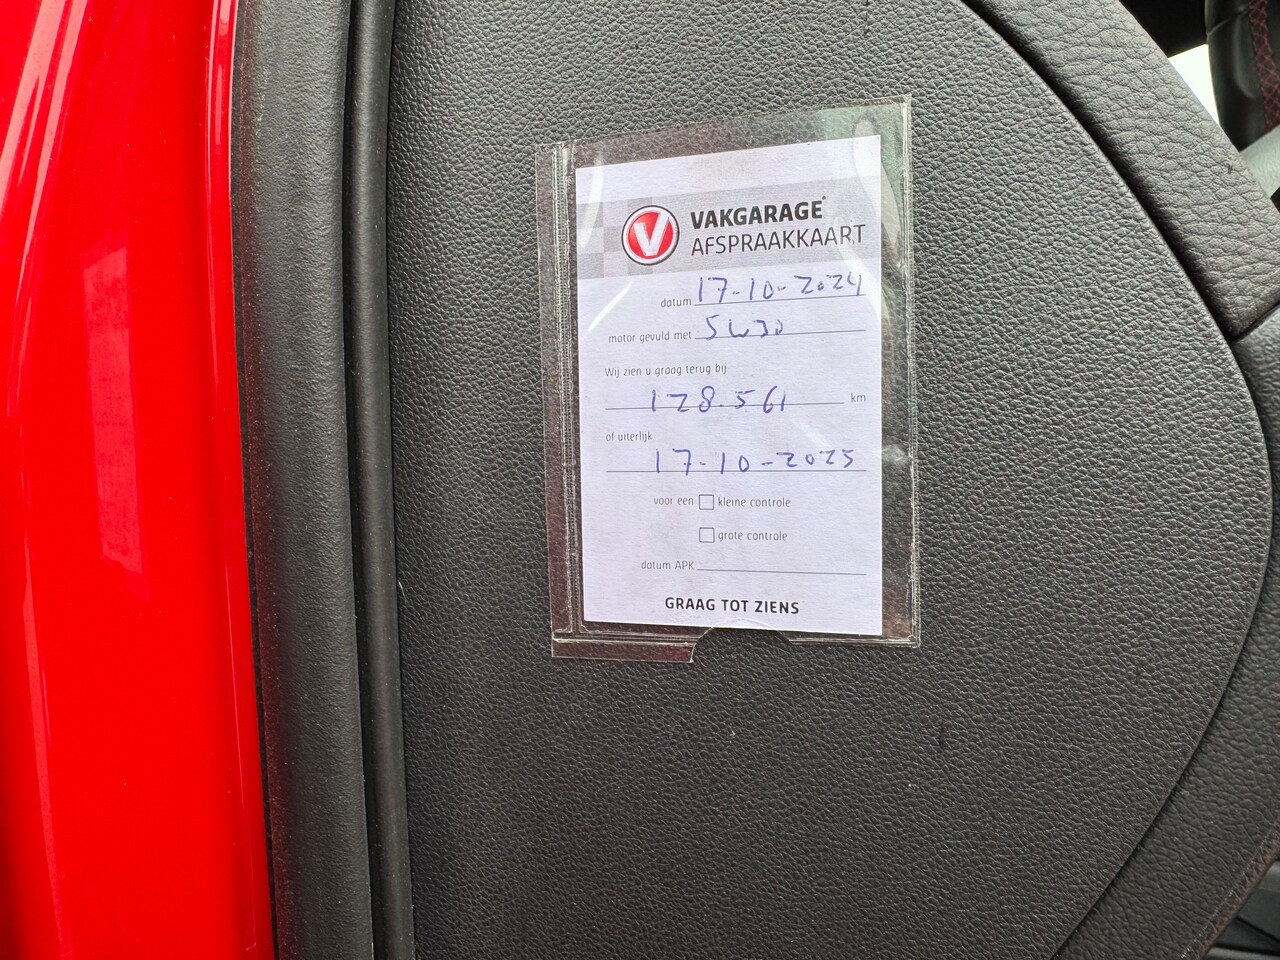 V VAKGARAGE
AFSPRAAKKAART
datum 17-10-2024
motor gevuld met 5w30
Wij zien u graag terug bij
128.561 km
of uiterlijk
17-10-2025
voor een kleine controle
grote controle
datum APK
GRAAG TOT ZIENS